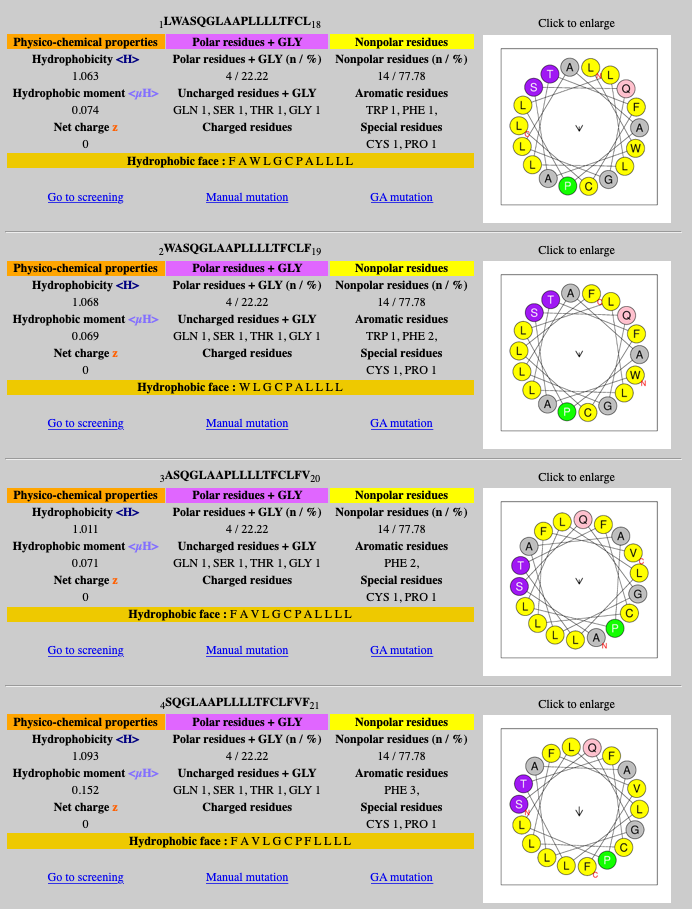 1LWASQGLAAPLLLLTFCL18
Click to enlarge
Physico-chemical properties Polar residues + GLY Nonpolar residues
Hydrophobicity <H> Polar residues + GLY (n / %) Nonpolar residues (n / %)
1.063 4 / 22.22 14 / 77.78
Hydrophobic moment <μH> Uncharged residues + GLY Aromatic residues
0.074 GLN 1, SER 1, THR 1, GLY 1 TRP 1, PHE 1,
Net charge z Charged residues Special residues
0 CYS 1, PRO 1
Hydrophobic face : F A W L G C P A L L L L
Go to screening Manual mutation GA mutation
A L L Q F A W L G C P A L L L L S T N
2WASQGLAAPLLLLTFCLF19
Click to enlarge
Physico-chemical properties Polar residues + GLY Nonpolar residues
Hydrophobicity <H> Polar residues + GLY (n / %) Nonpolar residues (n / %)
1.068 4 / 22.22 14 / 77.78
Hydrophobic moment <μH> Uncharged residues + GLY Aromatic residues
0.069 GLN 1, SER 1, THR 1, GLY 1 TRP 1, PHE 2,
Net charge z Charged residues Special residues
0 CYS 1, PRO 1
Hydrophobic face : W L G C P A L L L L
Go to screening Manual mutation GA mutation
A F L Q F A W L G C P A L L L L S T N
3ASQGLAAPLLLLTFCLFV20
Click to enlarge
Physico-chemical properties Polar residues + GLY Nonpolar residues
Hydrophobicity <H> Polar residues + GLY (n / %) Nonpolar residues (n / %)
1.011 4 / 22.22 14 / 77.78
Hydrophobic moment <μH> Uncharged residues + GLY Aromatic residues
0.071 GLN 1, SER 1, THR 1, GLY 1 PHE 2,
Net charge z Charged residues Special residues
0 CYS 1, PRO 1
Hydrophobic face : F A V L G C P A L L L L
Go to screening Manual mutation GA mutation
Q F A V L G C P A L L L L S T A F L N
4SQGLAAPLLLLTFCLFVF21
Click to enlarge
Physico-chemical properties Polar residues + GLY Nonpolar residues
Hydrophobicity <H> Polar residues + GLY (n / %) Nonpolar residues (n / %)
1.093 4 / 22.22 14 / 77.78
Hydrophobic moment <μH> Uncharged residues + GLY Aromatic residues
0.152 GLN 1, SER 1, THR 1, GLY 1 PHE 3,
Net charge z Charged residues Special residues
0 CYS 1, PRO 1
Hydrophobic face : F A V L G C P F L L L L
Go to screening Manual mutation GA mutation
Q F A V L G C P F L L L L S T A F L C